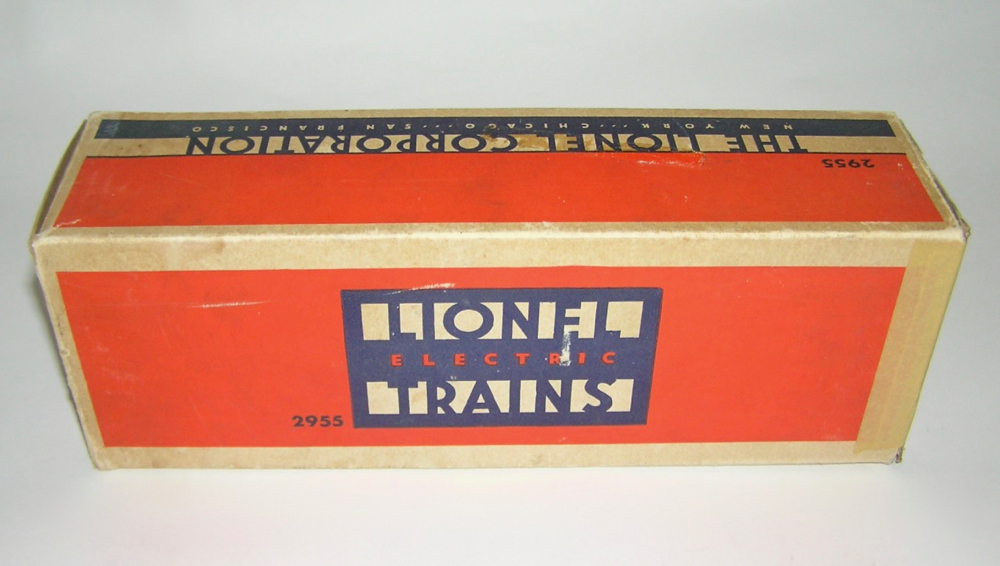 NEW YORK···CHICAGO···SAN FRANCISCO
THE LIONEL CORPORATION
2955
LIONEL
ELECTRIC
TRAINS
2955